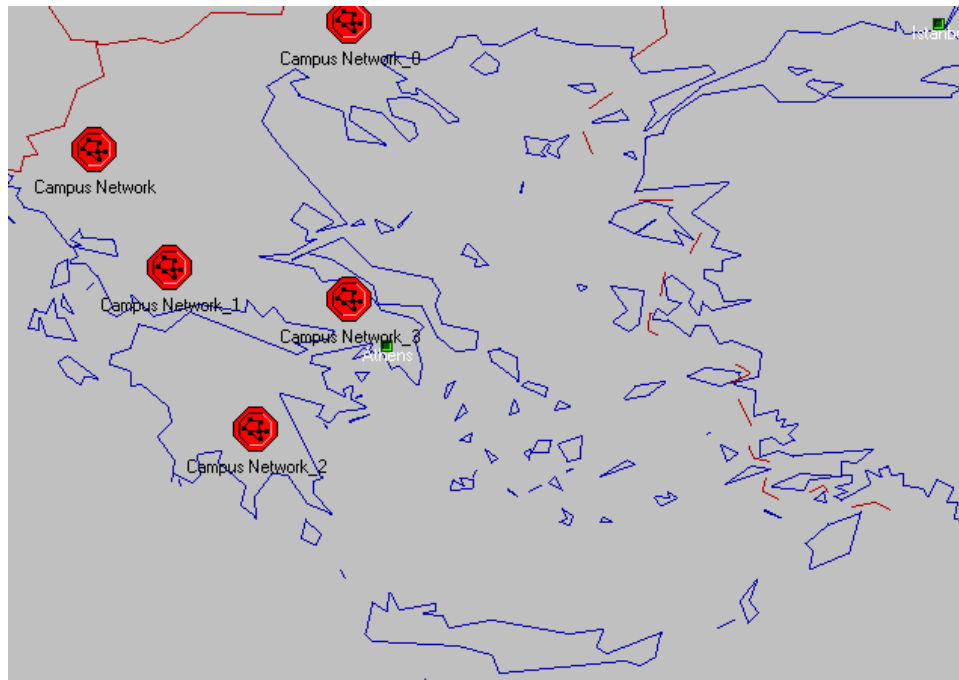 Istanbu
Campus Network_0
Campus Network
Campus Network_1
Campus Network_3
Athens
Campus Network_2